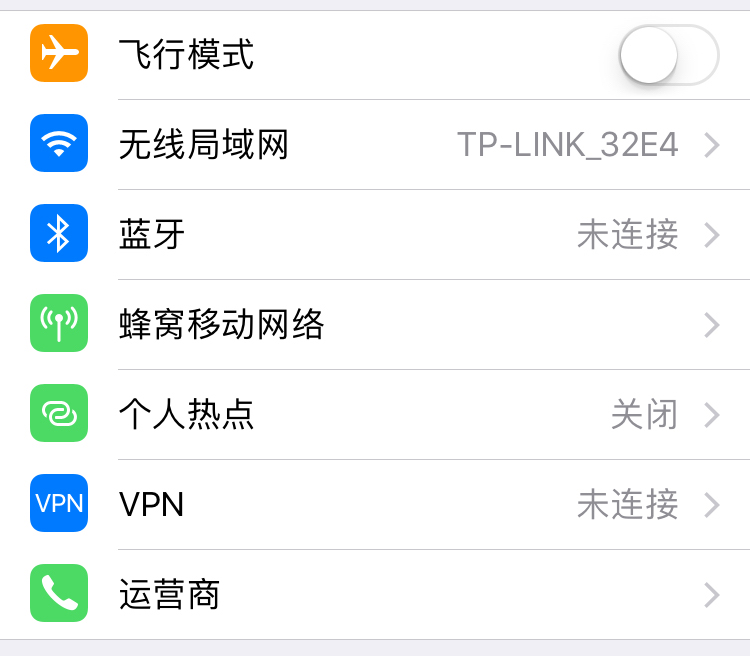 飞行模式
无线局域网 TP-LINK_32E4
蓝牙 未连接
蜂窝移动网络
个人热点 关闭
VPN VPN 未连接
运营商